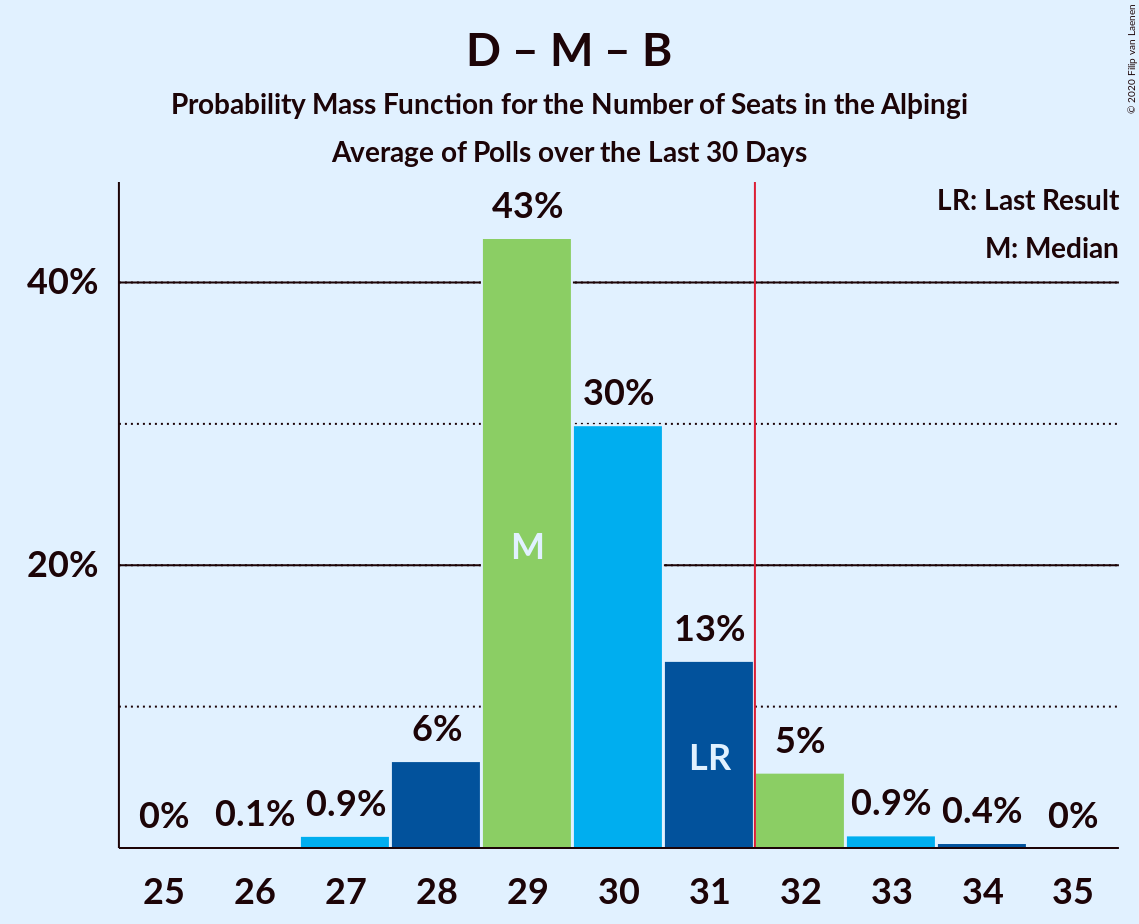 D – M – B
Probability Mass Function for the Number of Seats in the Alþingi
Average of Polls over the Last 30 Days
© 2020 Filip van Laenen
LR: Last Result
M: Median
43%
40%
30%
M
20%
13%
6%
LR
5%
0%
0.1%
0.9%
0.9%
0.4%
0%
25 26 27 28 29 30 31 32 33 34 35